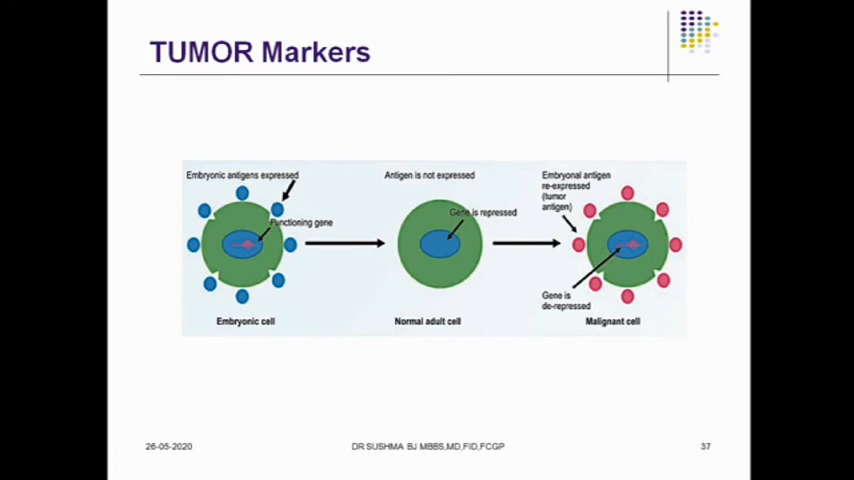 TUMOR Markers
Embryonic antigens expressed
Functioning gene
Embryonic cell
Antigen is not expressed
Gene is repressed
Normal adult cell
Embryonal antigen
re-expressed
(tumor
antigen)
Gene is
de-repressed
Malignant cell
26-05-2020
DR SUSHMA BJ MBBS,MD,FID,FCGP
37